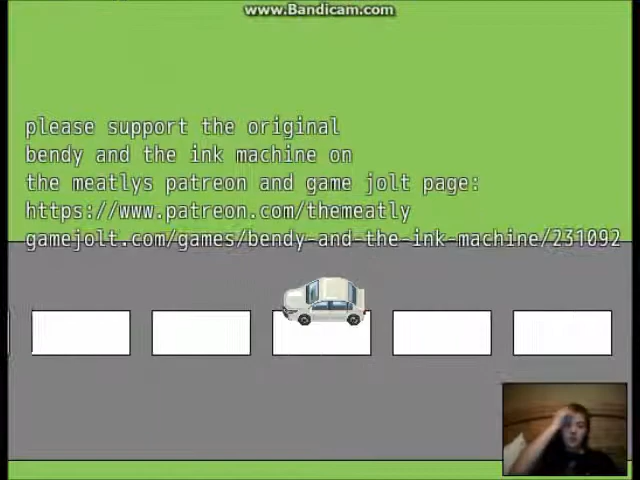 www.Bandicam.com
please support the original
bendy and the ink machine on
the meatlys patreon and game jolt page:
https://www.patreon.com/themeatly
gamejolt.com/games/bendy-and-the-ink-machine/231092